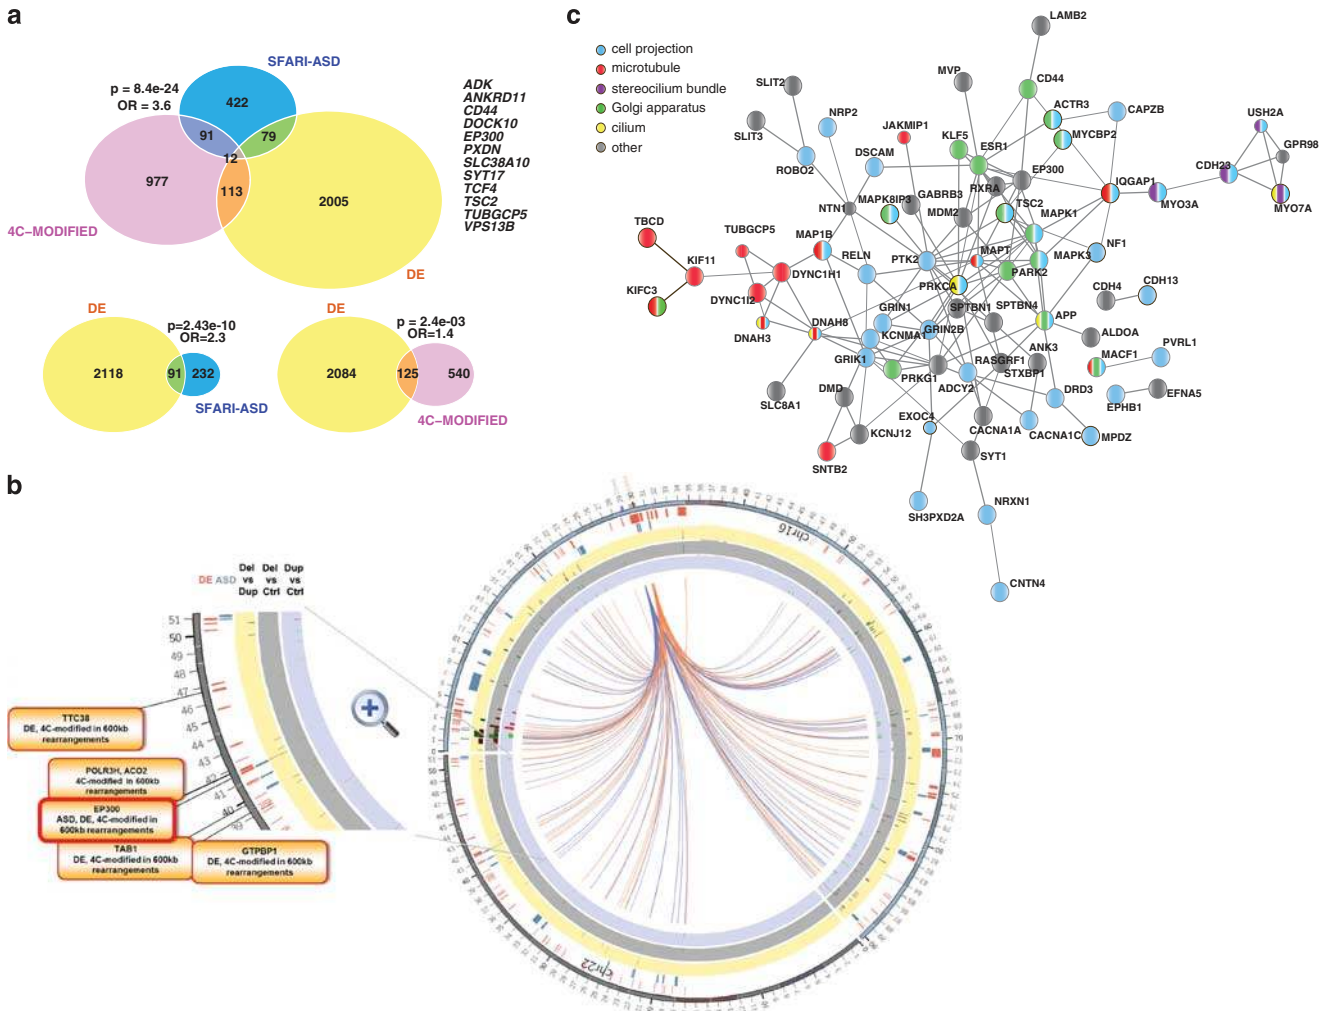 a
SFARI-ASD
p = 8.4e-24
OR = 3.6
422
91
79
12
977
113
2005
4C−MODIFIED
DE
ADK
ANKRD11
CD44
DOCK10
EP300
PXDN
SLC38A10
SYT17
TCF4
TSC2
TUBGCP5
VPS13B
DE
p=2.43e-10
OR=2.3
2118
91
232
SFARI-ASD
DE
p = 2.4e-03
OR=1.4
2084
125
540
4C-MODIFIED
b
DE ASD
Del vs Dup
Del vs Ctrl
Dup vs Ctrl
51
50
49
48
47
46
45
44
43
42
41
40
39
TTC38
DE, 4C-modified in 600kb
rearrangements
POLR3H, ACO2
4C-modified in 600kb
rearrangements
EP300
ASD, DE, 4C-modified in
600kb rearrangements
TAB1
DE, 4C-modified in 600kb
rearrangements
GTPBP1
DE, 4C-modified in 600kb
rearrangements
chr16
chr22
c
cell projection
microtubule
stereocilium bundle
Golgi apparatus
cilium
other
LAMB2
MVP
CD44
SLIT2
SLIT3
NRP2
ROBO2
JAKMIP1
DSCAM
KLF5
ESR1
ACTR3
MYCBP2
CAPZB
USH2A
GPR98
CDH23
EP300
RXRA
IQGAP1
MYO3A
MYO7A
GABRB3
MAPK8IP3
NTN1
MDM2
TSC2
MAPK1
TBCD
TUBGCP5
MAP1B
RELN
PTK2
MAPT
MAPK3
NF1
KIF11
DYNC1H1
PARK2
PRKCA
CDH4
CDH13
KIFC3
DYNC1I2
GRIN1
SPTBN1
SPTBN4
APP
DNAH3
DNAH8
KCNMA1
GRIN2B
ALDOA
ANK3
GRIK1
RASGRF1
STXBP1
MACF1
PVRL1
PRKG1
ADCY2
DMD
SLC8A1
DRD3
EPHB1
EFNA5
EXOC4
KCNJ12
CACNA1A
CACNA1C
MPDZ
SNTB2
SYT1
SH3PXD2A
NRXN1
CNTN4